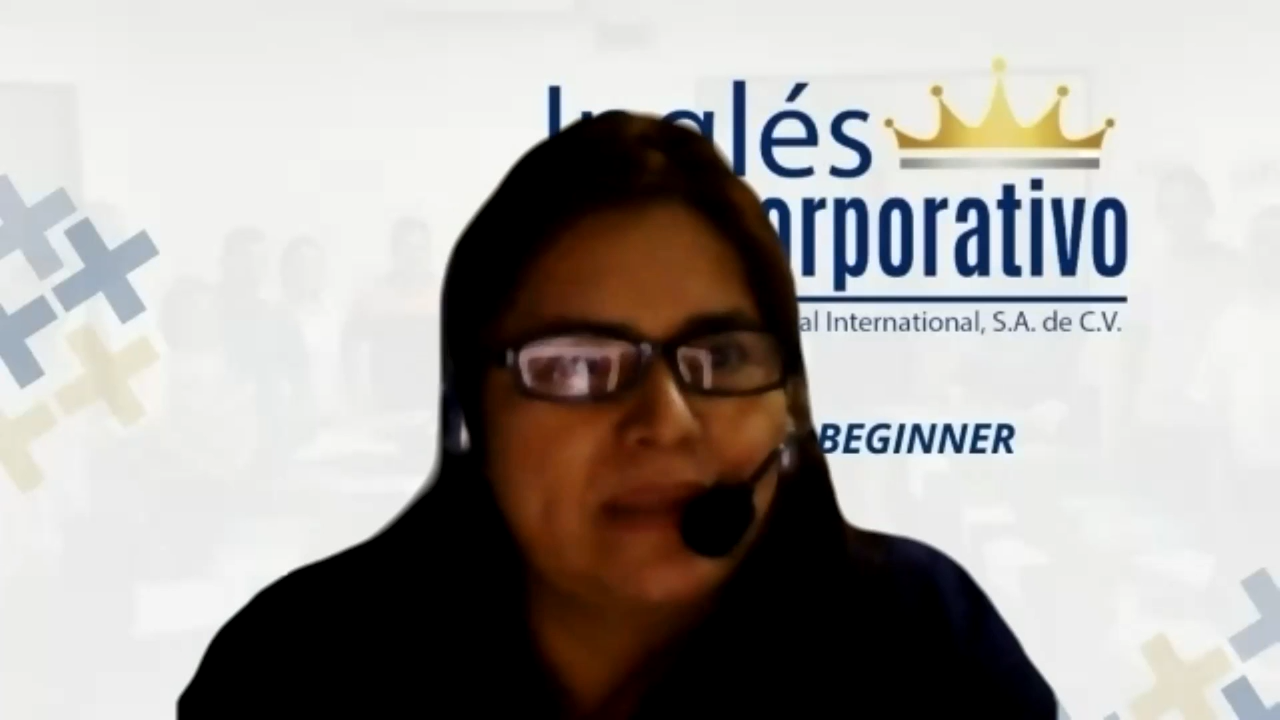 Inglés
orporativo
al International, S.A. de C.V.
BEGINNER